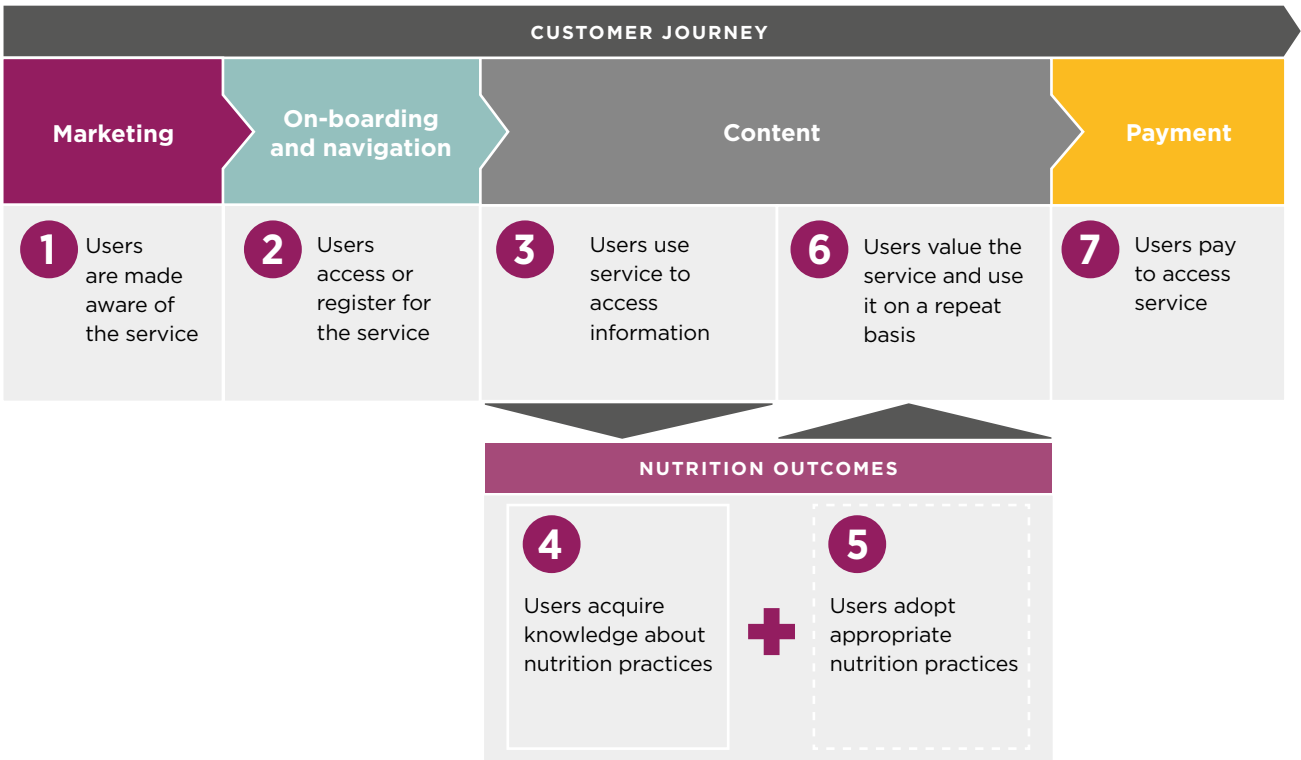 CUSTOMER JOURNEY
Marketing
On-boarding
and navigation
Content
Payment
1
Users
are made
aware of
the service
2
Users
access or
register for
the service
3
Users use
service to
access
information
6
Users value the
service and use
it on a repeat
basis
7
Users pay
to access
service
NUTRITION OUTCOMES
4
Users acquire
knowledge about
nutrition practices
5
Users adopt
appropriate
nutrition practices